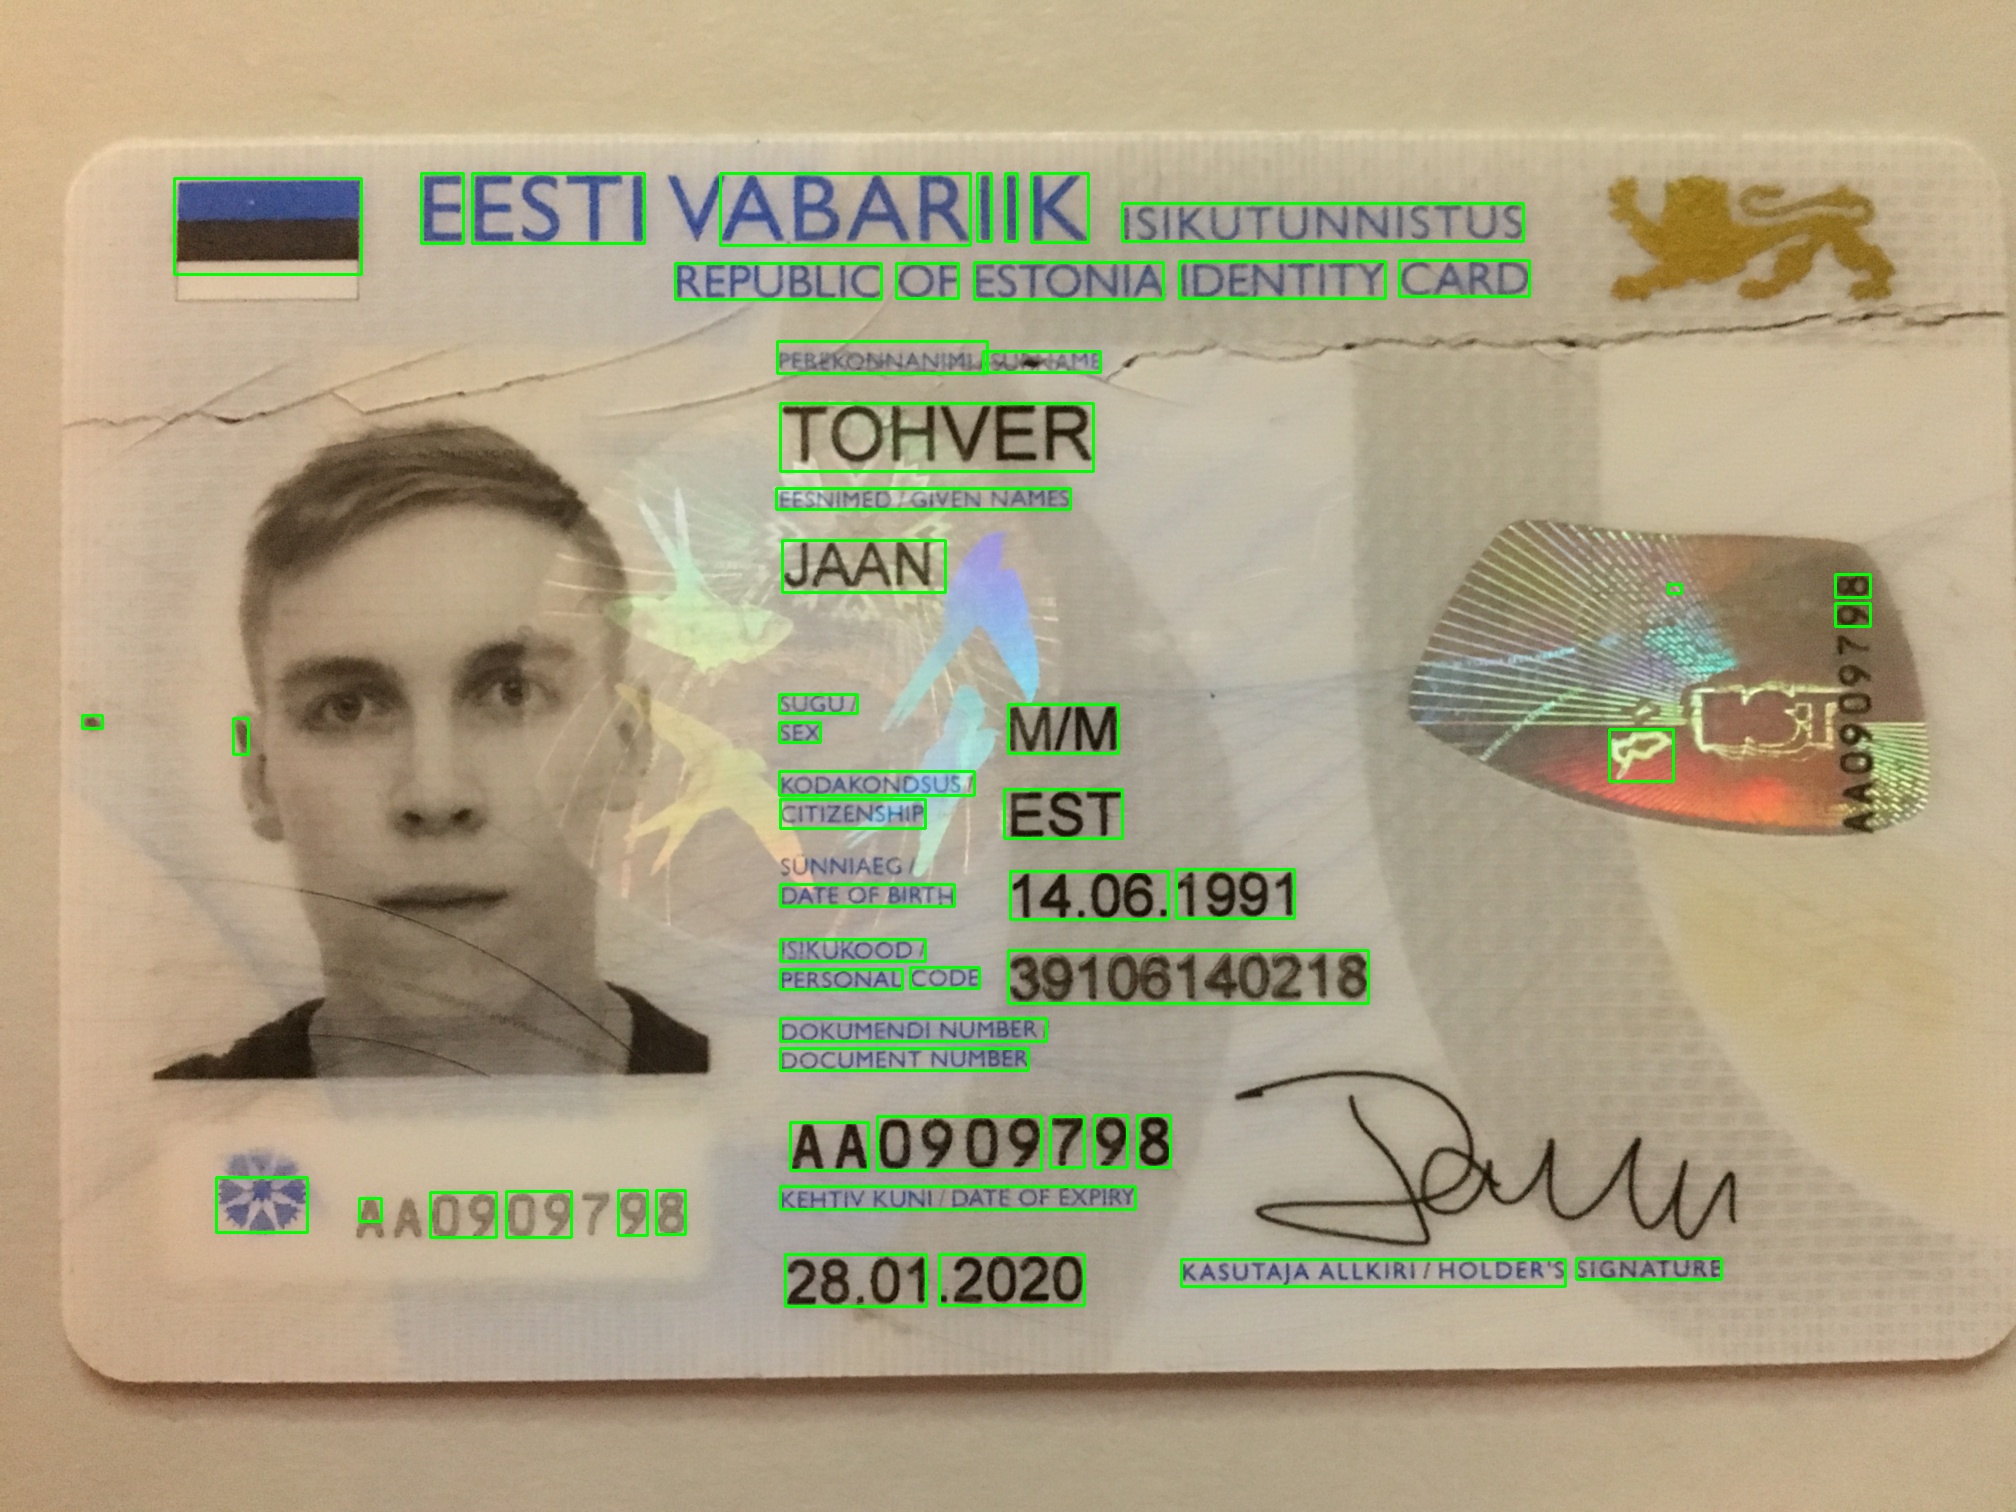 EESTI VABARIIK ISIKUTUNNISTUS
REPUBLIC OF ESTONIA IDENTITY CARD
PEREKONNANIMI / SURNAME
TOHVER
EESNIMED / GIVEN NAMES
JAAN
SUGU /
SEX
M/M
KODAKONDSUS /
CITIZENSHIP
EST
SÜNNIAEG /
DATE OF BIRTH
14.06.1991
ISIKUKOOD /
PERSONAL CODE
39106140218
DOKUMENDI NUMBER /
DOCUMENT NUMBER
AA0909798
KEHTIV KUNI / DATE OF EXPIRY
28.01.2020
KASUTAJA ALLKIRI / HOLDER'S SIGNATURE
AA0909798
AA0909798